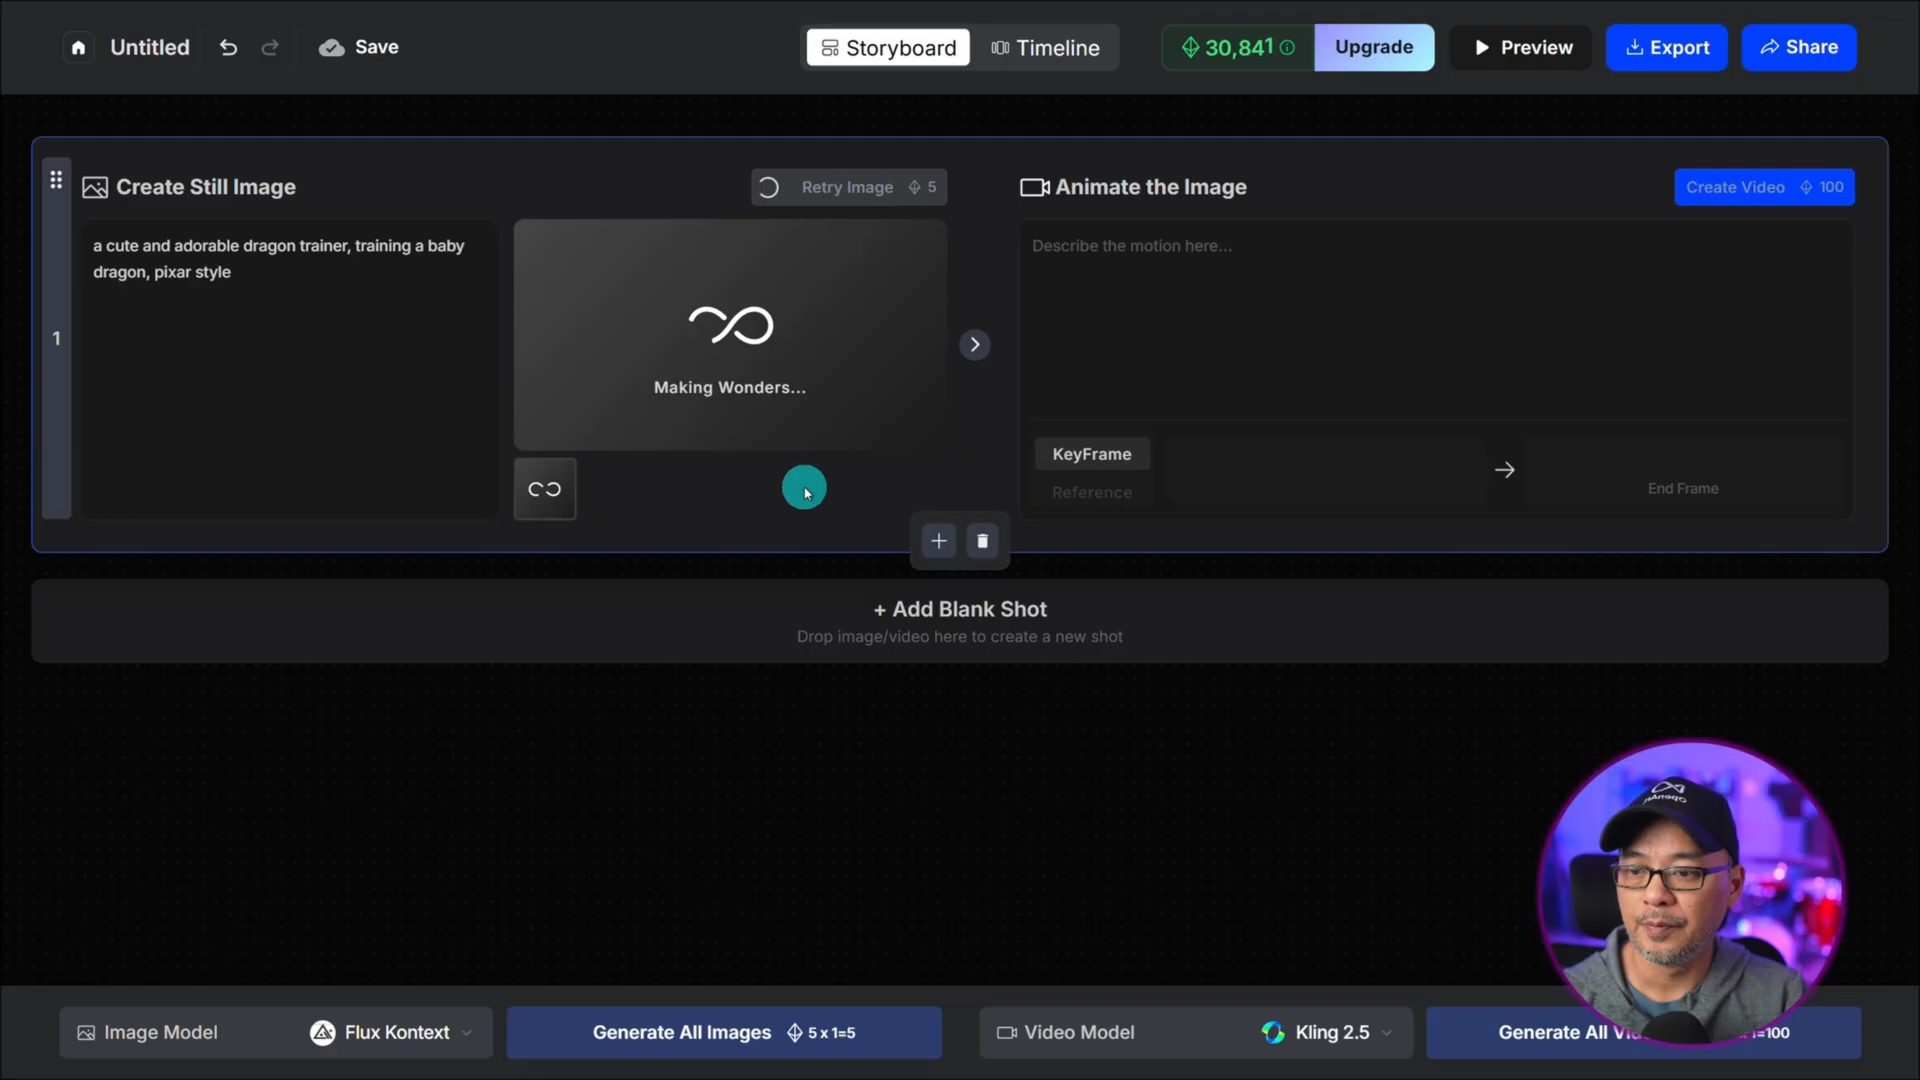 Untitled
Save
Storyboard
Timeline
30,841
Upgrade
Preview
Export
Share
1
Create Still Image
Retry Image 5
a cute and adorable dragon trainer, training a baby
dragon, pixar style
Making Wonders...
Animate the Image
Create Video 100
Describe the motion here...
KeyFrame
Reference
End Frame
+ Add Blank Shot
Drop image/video here to create a new shot
Image Model
Flux Kontext
Generate All Images 5 x 1=5
Video Model
Kling 2.5
Generate All =100